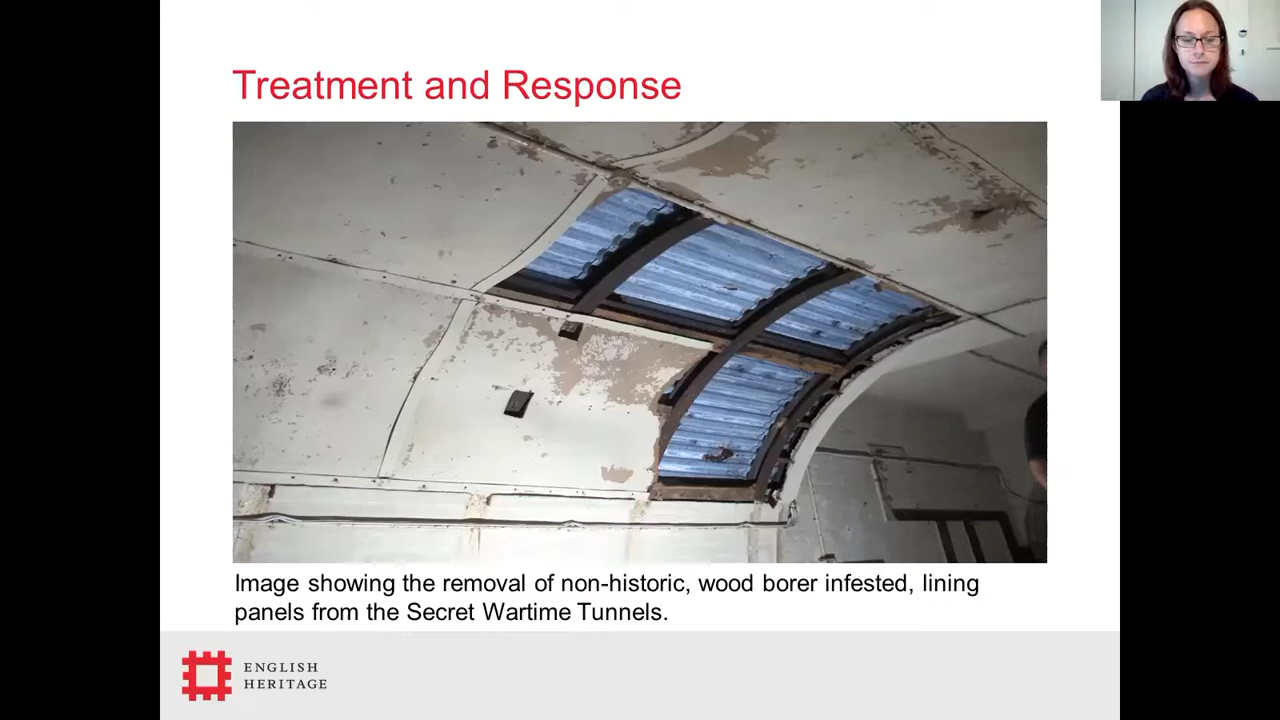 Treatment and Response
Image showing the removal of non-historic, wood borer infested, lining
panels from the Secret Wartime Tunnels.
ENGLISH
HERITAGE